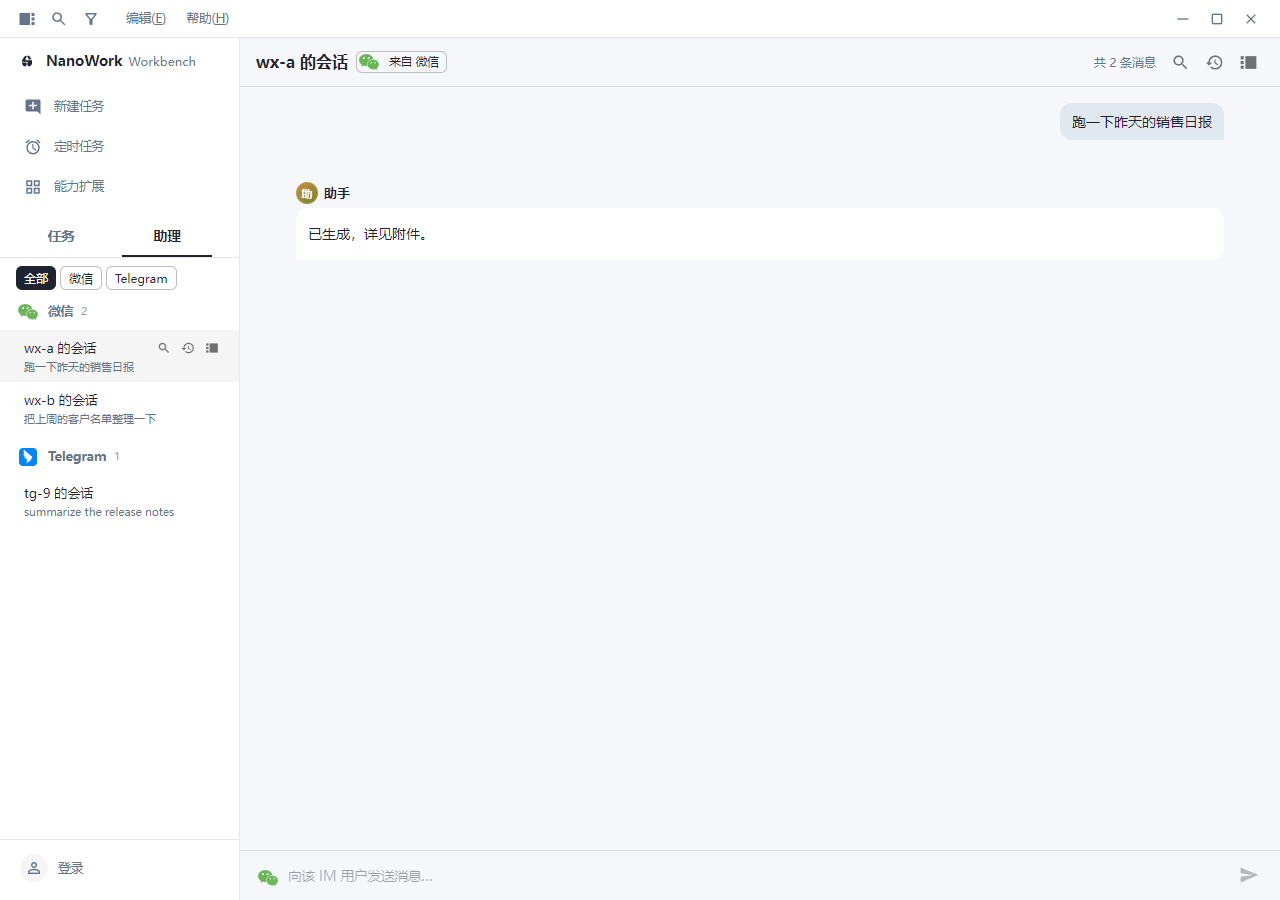 编辑(E) 帮助(H)
NanoWork Workbench
新建任务
定时任务
能力扩展
任务 助理
全部 微信 Telegram
微信 2
wx-a 的会话
跑一下昨天的销售日报
wx-b 的会话
把上周的客户名单整理一下
Telegram 1
tg-9 的会话
summarize the release notes
登录
wx-a 的会话 来自 微信 共 2 条消息
跑一下昨天的销售日报
助 助手
已生成，详见附件。
向该 IM 用户发送消息...